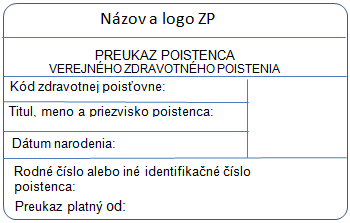 Názov a logo ZP
PREUKAZ POISTENCA
VEREJNÉHO ZDRAVOTNÉHO POISTENIA
Kód zdravotnej poisťovne:
Titul, meno a priezvisko poistenca:
Dátum narodenia:
Rodné číslo alebo iné identifikačné číslo
poistenca:
Preukaz platný od: